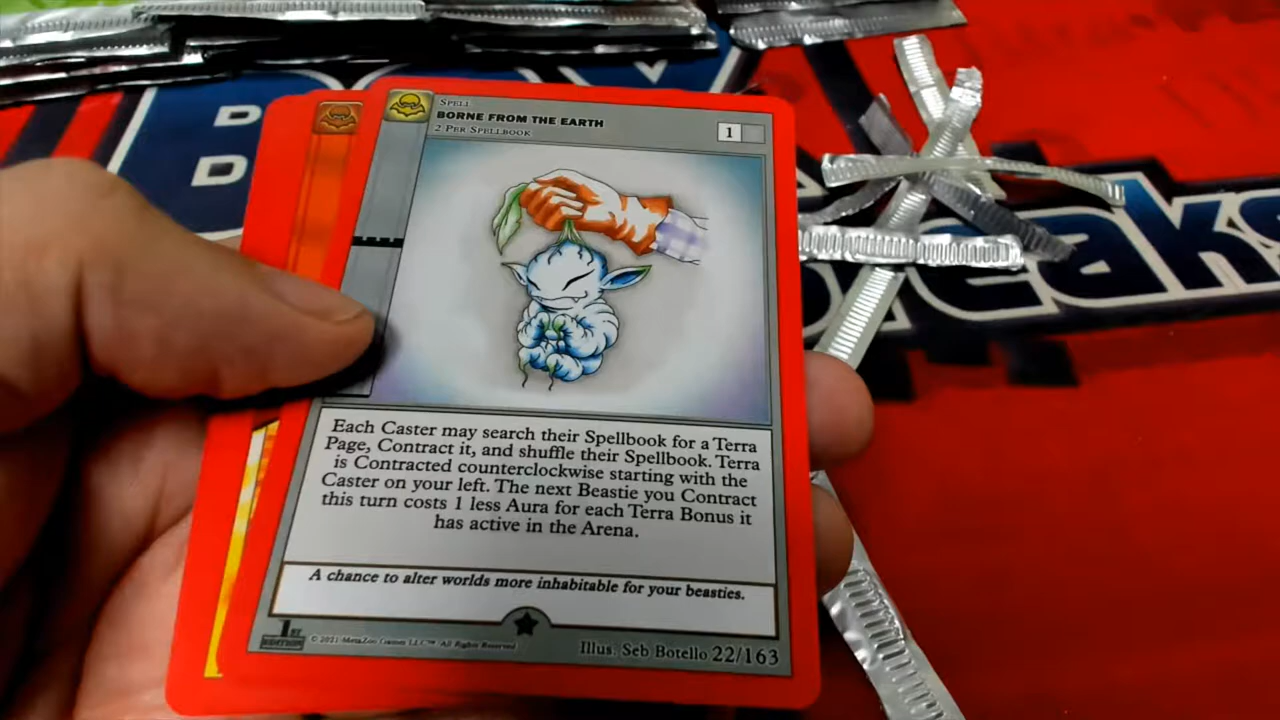 SPELL
BORNE FROM THE EARTH
2 PER SPELLBOOK
1
Each Caster may search their Spellbook for a Terra
Page, Contract it, and shuffle their Spellbook. Terra
is Contracted counterclockwise starting with the
Caster on your left. The next Beastie you Contract
this turn costs 1 less Aura for each Terra Bonus it
has active in the Arena.
A chance to alter worlds more inhabitable for your beasties.
1ST EDITION
© 2021 MetaZoo Games LLC™ All Rights Reserved
Illus. Seb Botello 22/163
D
D
Breaks